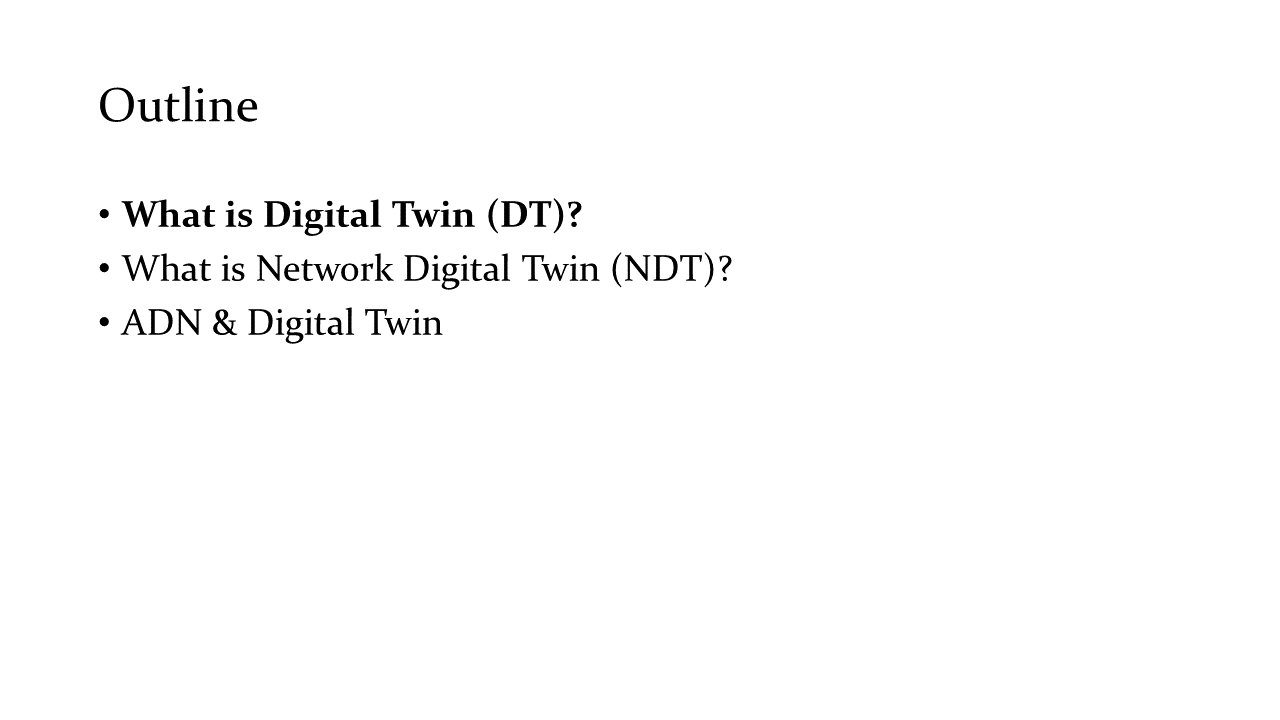 Outline
• What is Digital Twin (DT)?
• What is Network Digital Twin (NDT)?
• ADN & Digital Twin